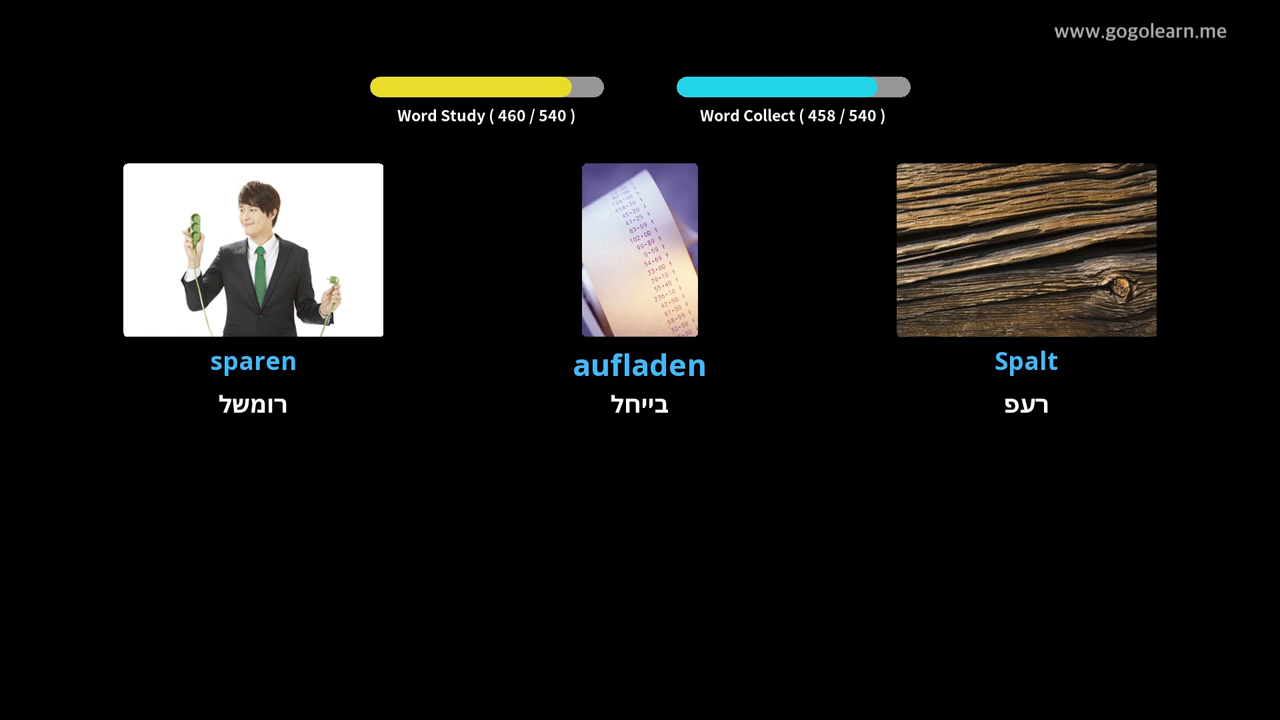 www.gogolearn.me
Word Study ( 460 / 540 )
Word Collect ( 458 / 540 )
sparen
aufladen
Spalt
רומשל
בייחל
רעפ